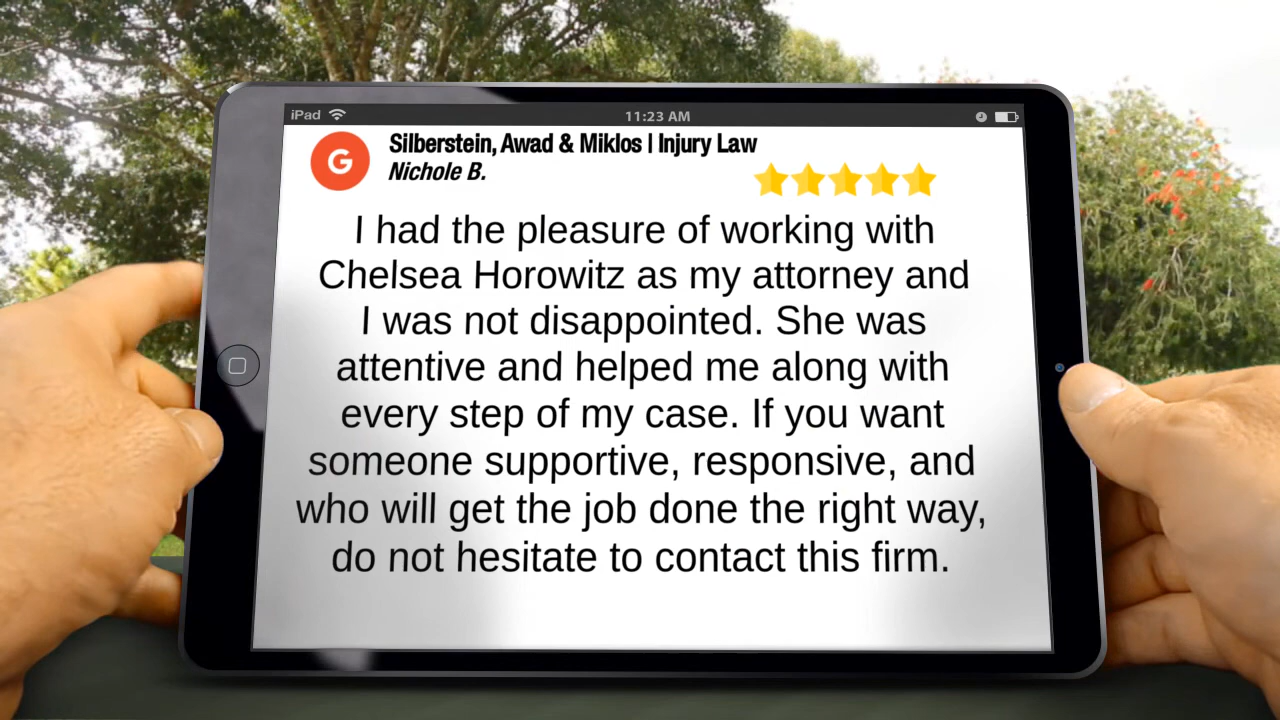 iPad
11:23 AM
G
Silberstein, Awad & Miklos | Injury Law
Nichole B.
I had the pleasure of working with
Chelsea Horowitz as my attorney and
I was not disappointed. She was
attentive and helped me along with
every step of my case. If you want
someone supportive, responsive, and
who will get the job done the right way,
do not hesitate to contact this firm.